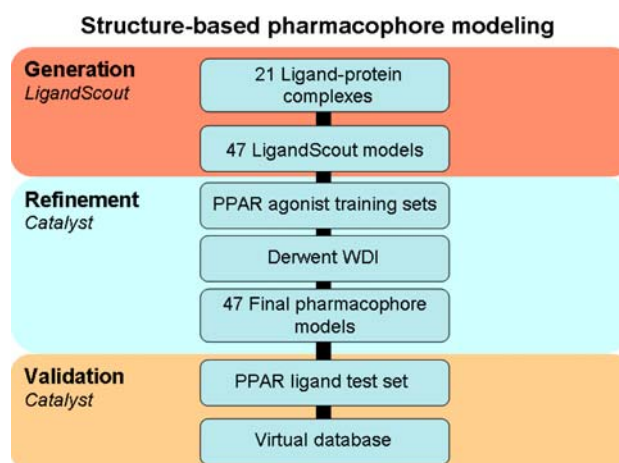 Structure-based pharmacophore modeling
Generation
LigandScout
21 Ligand-protein
complexes
47 LigandScout models
Refinement
Catalyst
PPAR agonist training sets
Derwent WDI
47 Final pharmacophore
models
Validation
Catalyst
PPAR ligand test set
Virtual database